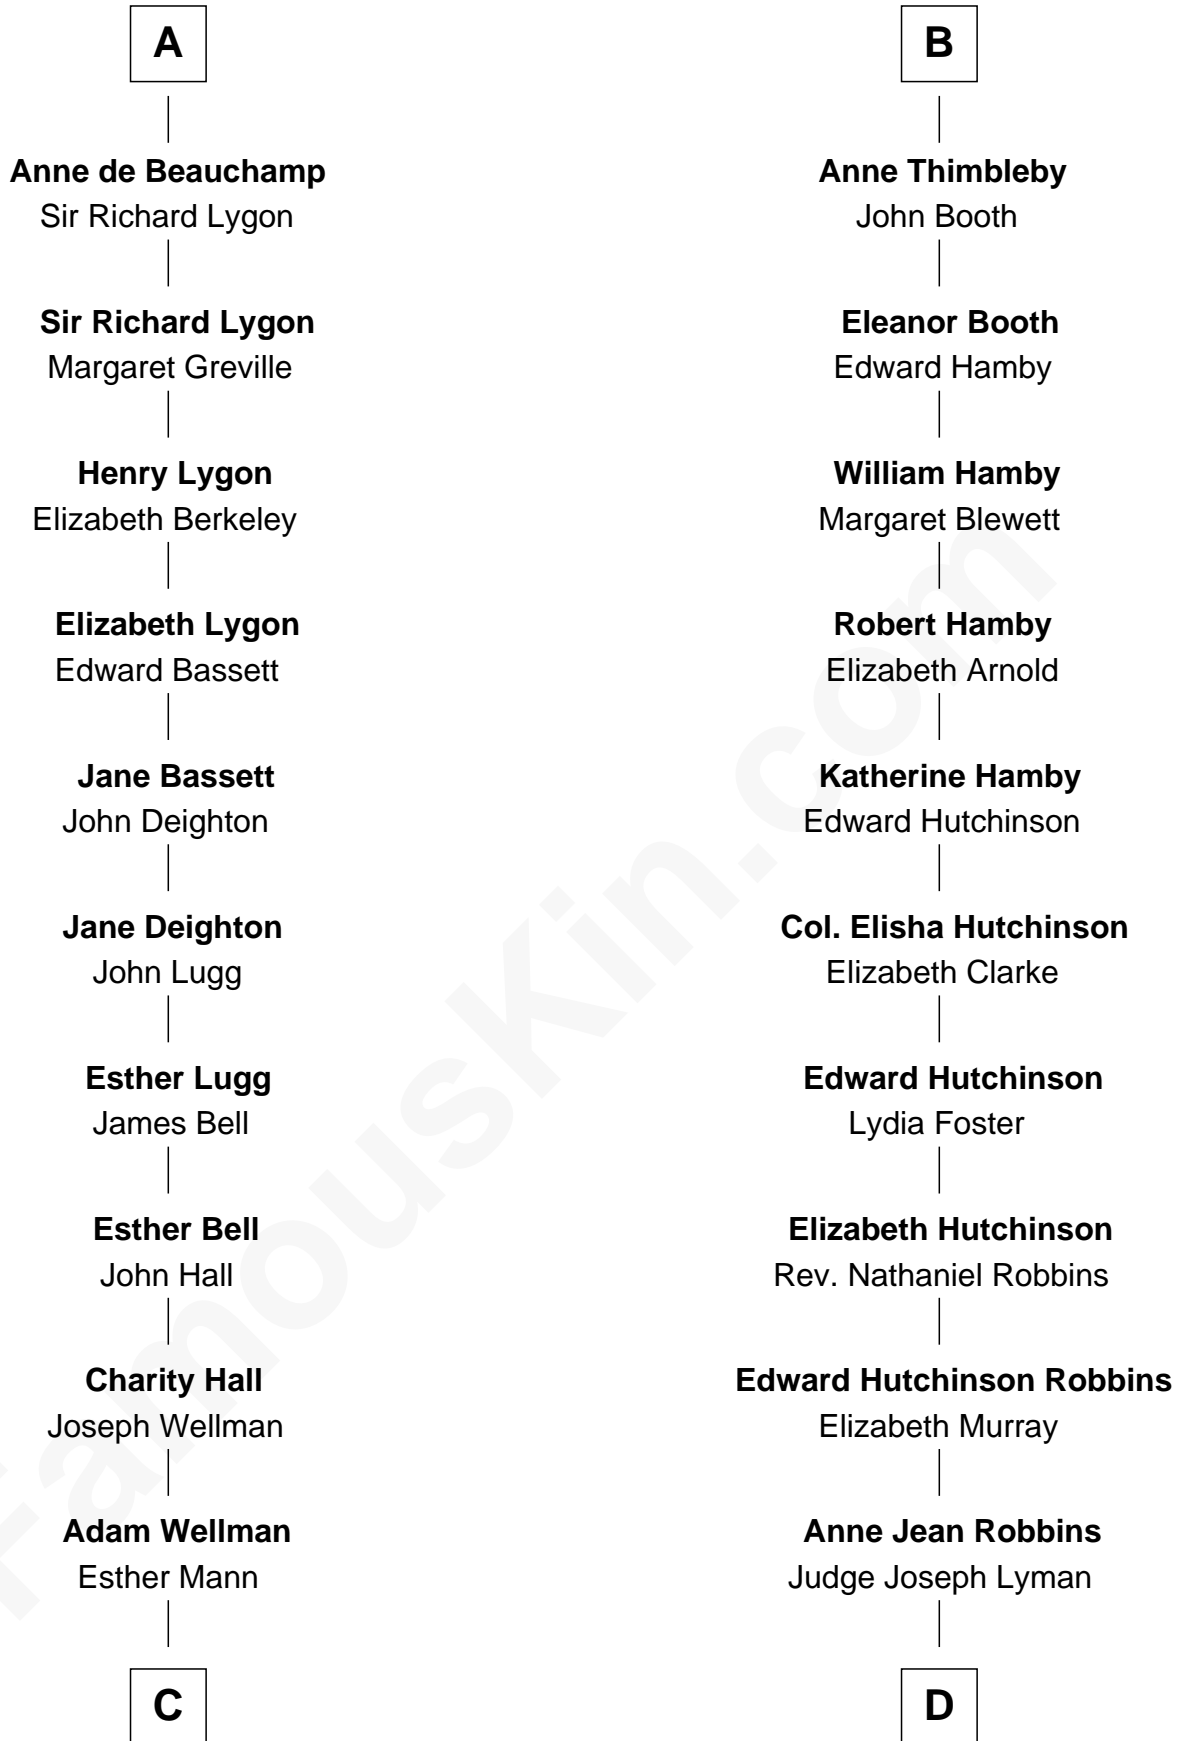 A
Anne de Beauchamp
Sir Richard Lygon
Sir Richard Lygon
Margaret Greville
Henry Lygon
Elizabeth Berkeley
Elizabeth Lygon
Edward Bassett
Jane Bassett
John Deighton
Jane Deighton
John Lugg
Esther Lugg
James Bell
Esther Bell
John Hall
Charity Hall
Joseph Wellman
Adam Wellman
Esther Mann
C
B
Anne Thimbleby
John Booth
Eleanor Booth
Edward Hamby
William Hamby
Margaret Blewett
Robert Hamby
Elizabeth Arnold
Katherine Hamby
Edward Hutchinson
Col. Elisha Hutchinson
Elizabeth Clarke
Edward Hutchinson
Lydia Foster
Elizabeth Hutchinson
Rev. Nathaniel Robbins
Edward Hutchinson Robbins
Elizabeth Murray
Anne Jean Robbins
Judge Joseph Lyman
D
FamousKin.com